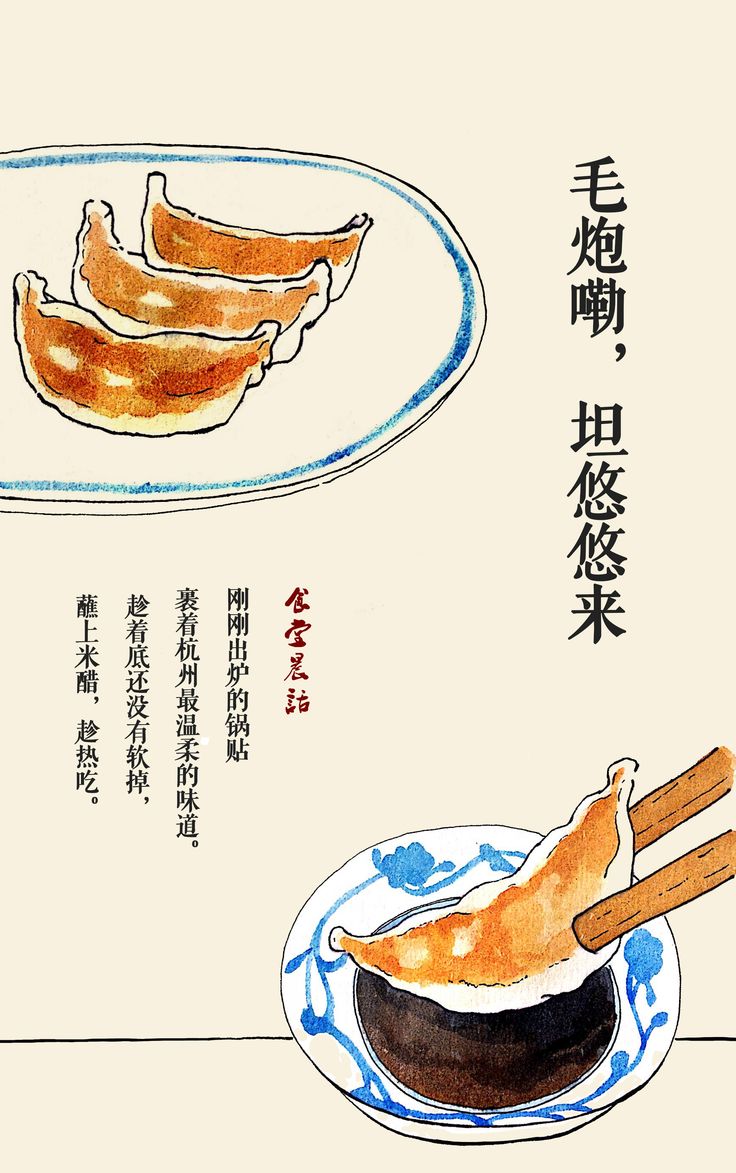 毛炮嘞，坦悠悠来
食堂晨話
刚刚出炉的锅贴
裹着杭州最温柔的味道。
趁着底还没有软掉，
蘸上米醋，趁热吃。